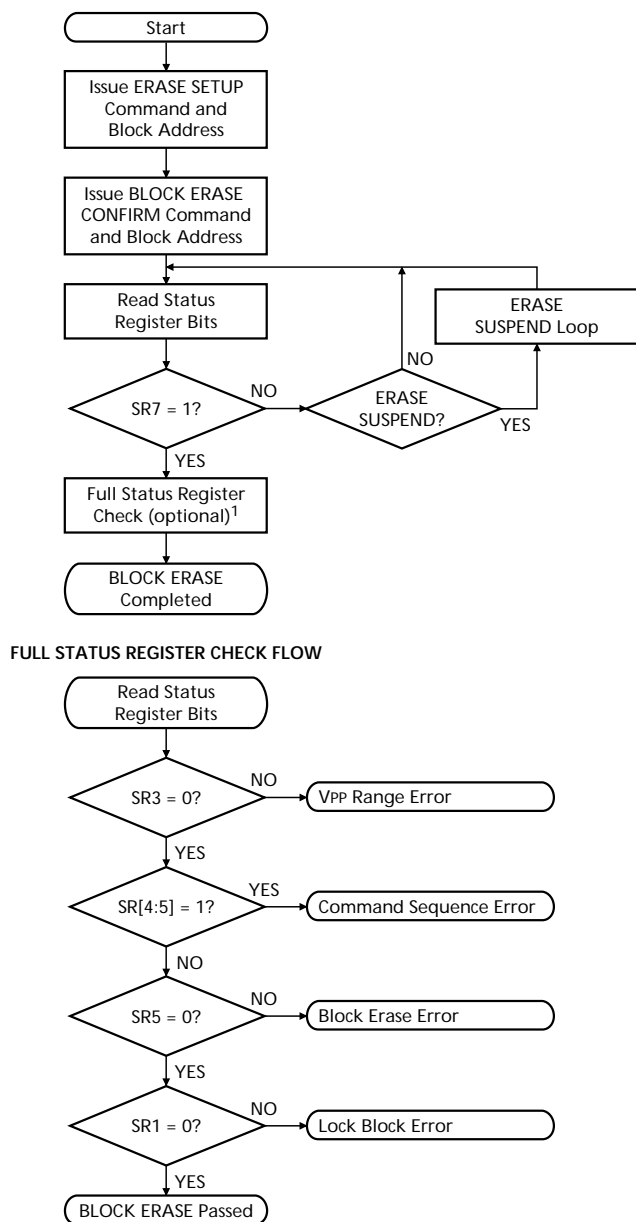 Start
Issue ERASE SETUP
Command and
Block Address
Issue BLOCK ERASE
CONFIRM Command
and Block Address
Read Status
Register Bits
ERASE
SUSPEND Loop
NO
SR7 = 1?
NO
ERASE
SUSPEND?
YES
YES
Full Status Register
Check (optional)1
BLOCK ERASE
Completed
FULL STATUS REGISTER CHECK FLOW
Read Status
Register Bits
SR3 = 0?
NO
VPP Range Error
YES
SR[4:5] = 1?
YES
Command Sequence Error
NO
SR5 = 0?
NO
Block Erase Error
YES
SR1 = 0?
NO
Lock Block Error
YES
BLOCK ERASE Passed